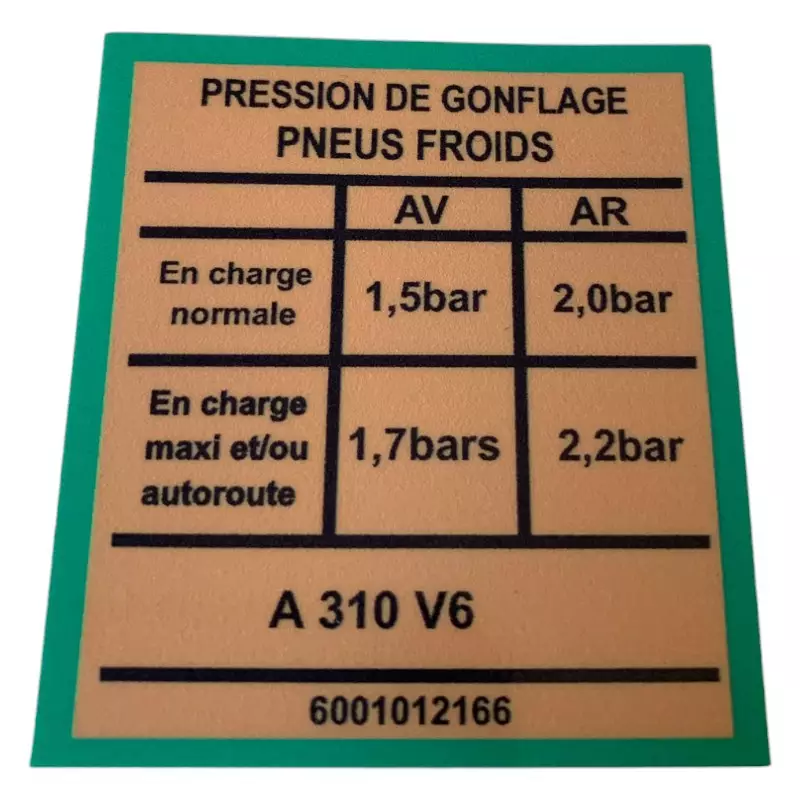 PRESSION DE GONFLAGE
PNEUS FROIDS
AV AR
En charge
normale
1,5bar 2,0bar
En charge
maxi et/ou
autoroute
1,7bars 2,2bar
A 310 V6
6001012166